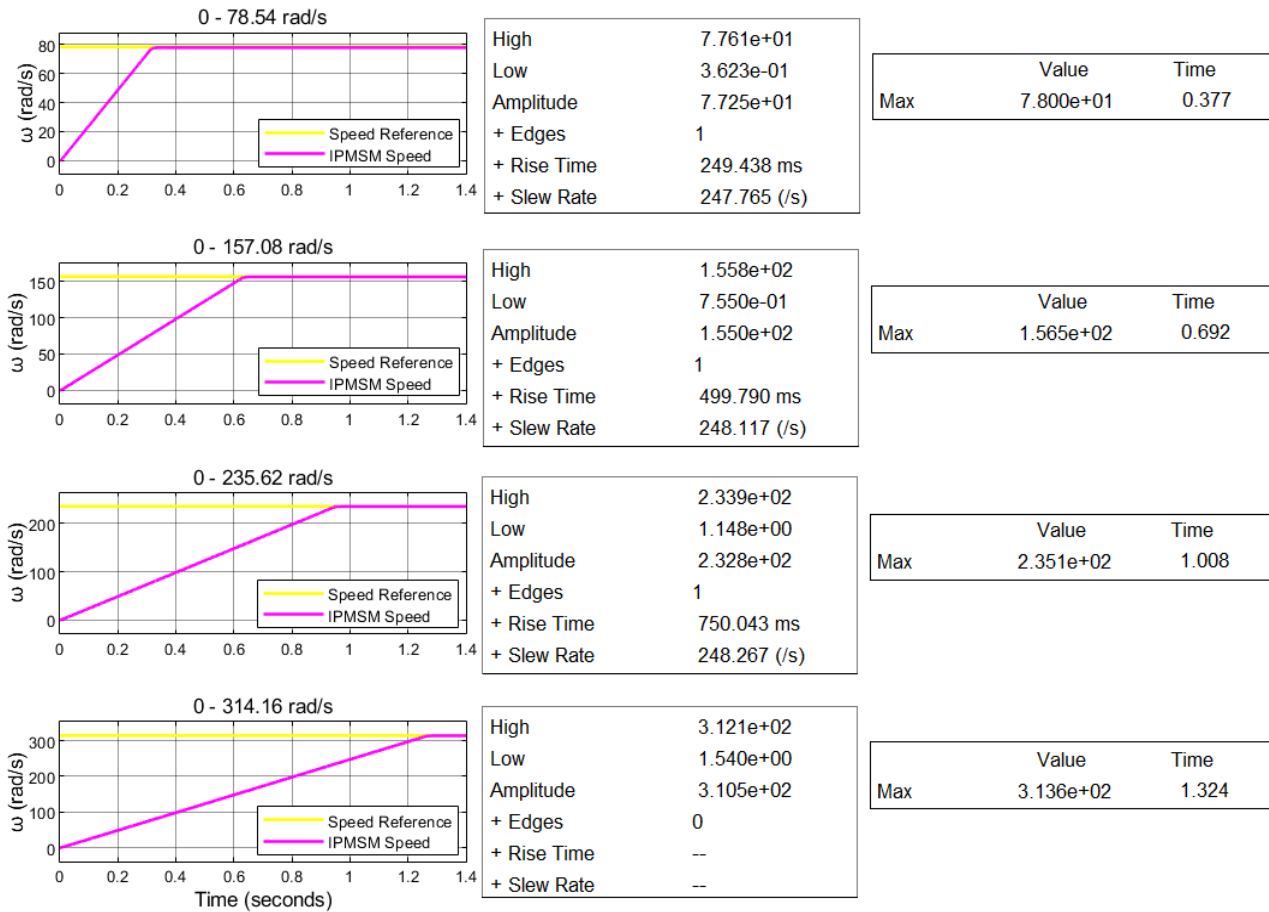 0 - 78.54 rad/s
80
60
40
20
0
ω (rad/s)
Speed Reference
IPMSM Speed
0 0.2 0.4 0.6 0.8 1 1.2 1.4
High 7.761e+01
Low 3.623e-01
Amplitude 7.725e+01
+ Edges 1
+ Rise Time 249.438 ms
+ Slew Rate 247.765 (/s)
Value Time
Max 7.800e+01 0.377
0 - 157.08 rad/s
150
100
50
0
ω (rad/s)
Speed Reference
IPMSM Speed
0 0.2 0.4 0.6 0.8 1 1.2 1.4
High 1.558e+02
Low 7.550e-01
Amplitude 1.550e+02
+ Edges 1
+ Rise Time 499.790 ms
+ Slew Rate 248.117 (/s)
Value Time
Max 1.565e+02 0.692
0 - 235.62 rad/s
200
100
0
ω (rad/s)
Speed Reference
IPMSM Speed
0 0.2 0.4 0.6 0.8 1 1.2 1.4
High 2.339e+02
Low 1.148e+00
Amplitude 2.328e+02
+ Edges 1
+ Rise Time 750.043 ms
+ Slew Rate 248.267 (/s)
Value Time
Max 2.351e+02 1.008
0 - 314.16 rad/s
300
200
100
0
ω (rad/s)
Speed Reference
IPMSM Speed
0 0.2 0.4 0.6 0.8 1 1.2 1.4
Time (seconds)
High 3.121e+02
Low 1.540e+00
Amplitude 3.105e+02
+ Edges 0
+ Rise Time --
+ Slew Rate --
Value Time
Max 3.136e+02 1.324